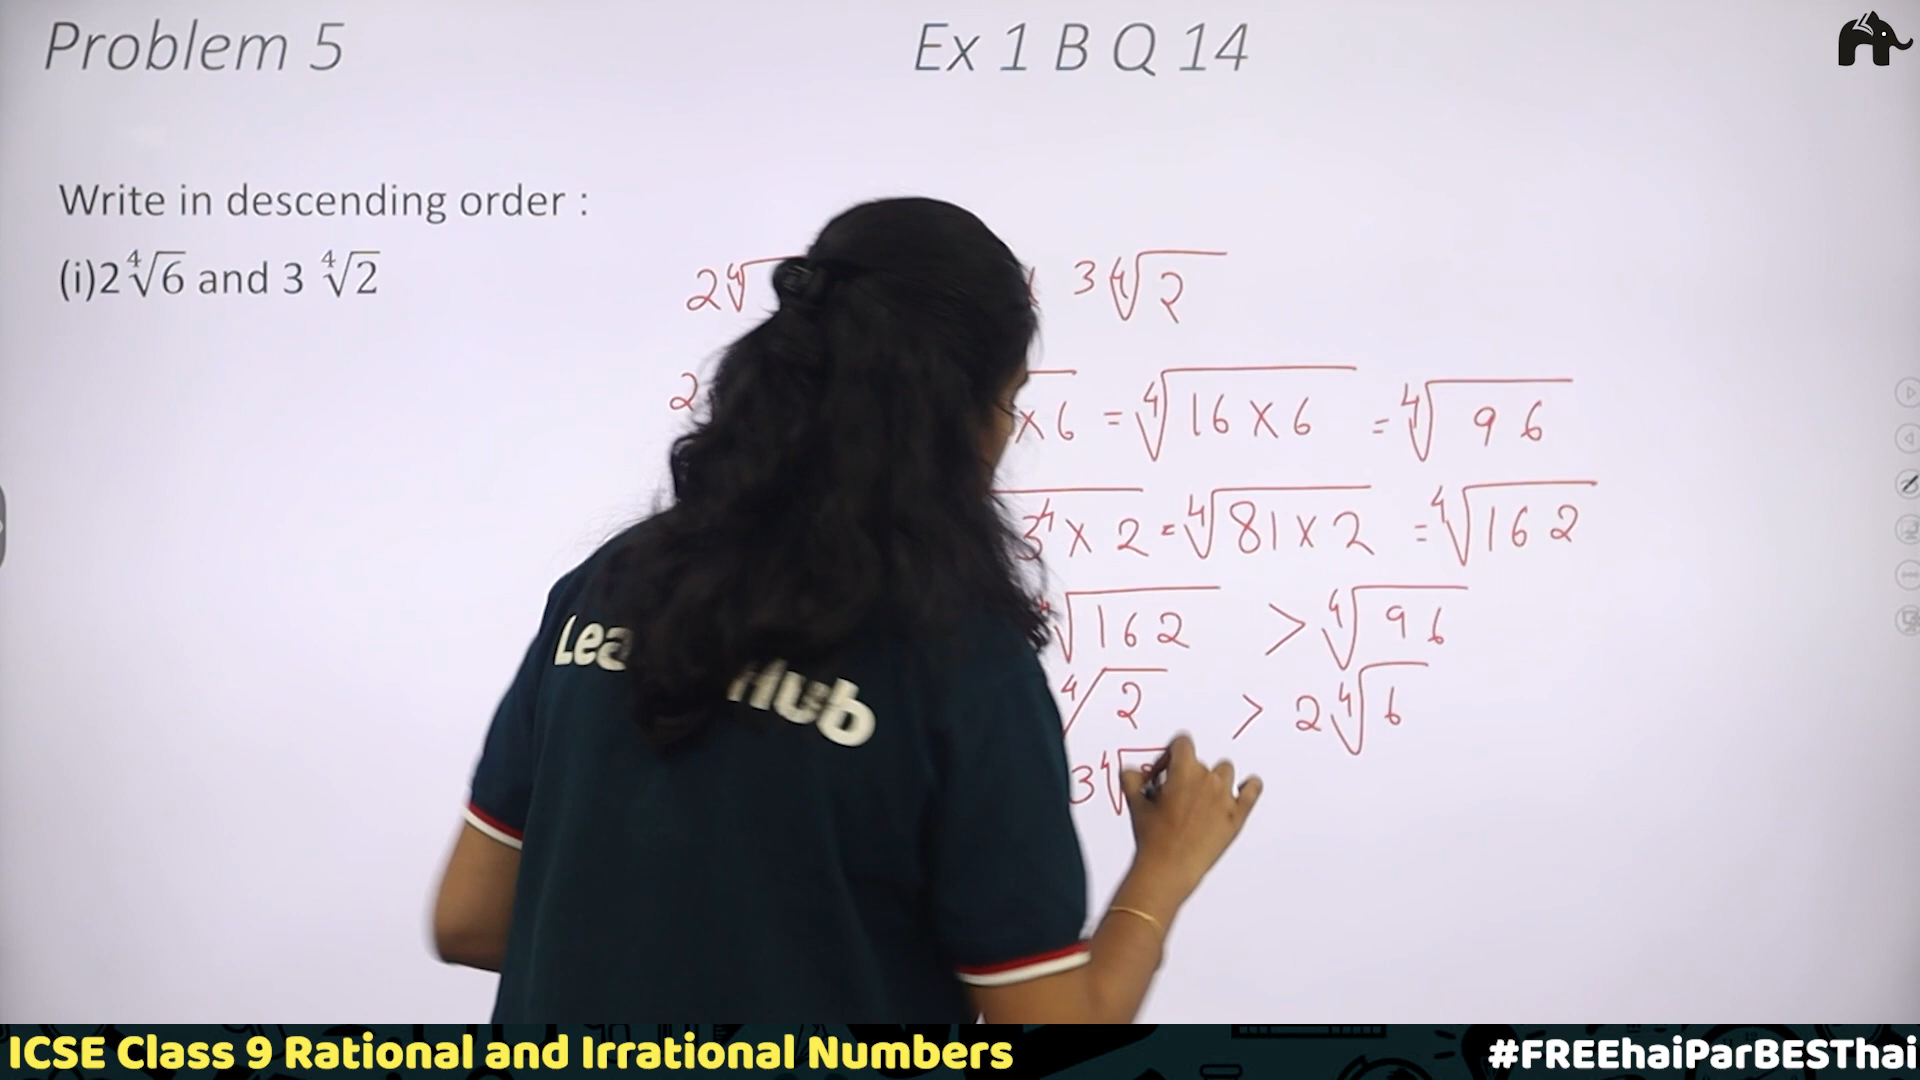 Problem 5
Ex 1 B Q 14
Write in descending order :
(i)2∜6 and 3 ∜2
2∜ 3∜2
2 ×6 = ∜16×6 = ∜96
3⁴×2 = ∜81×2 = ∜162
∜162 > ∜96
∜2 > 2∜6
3∜
Lea Hub
ICSE Class 9 Rational and Irrational Numbers
#FREEhaiParBESThai